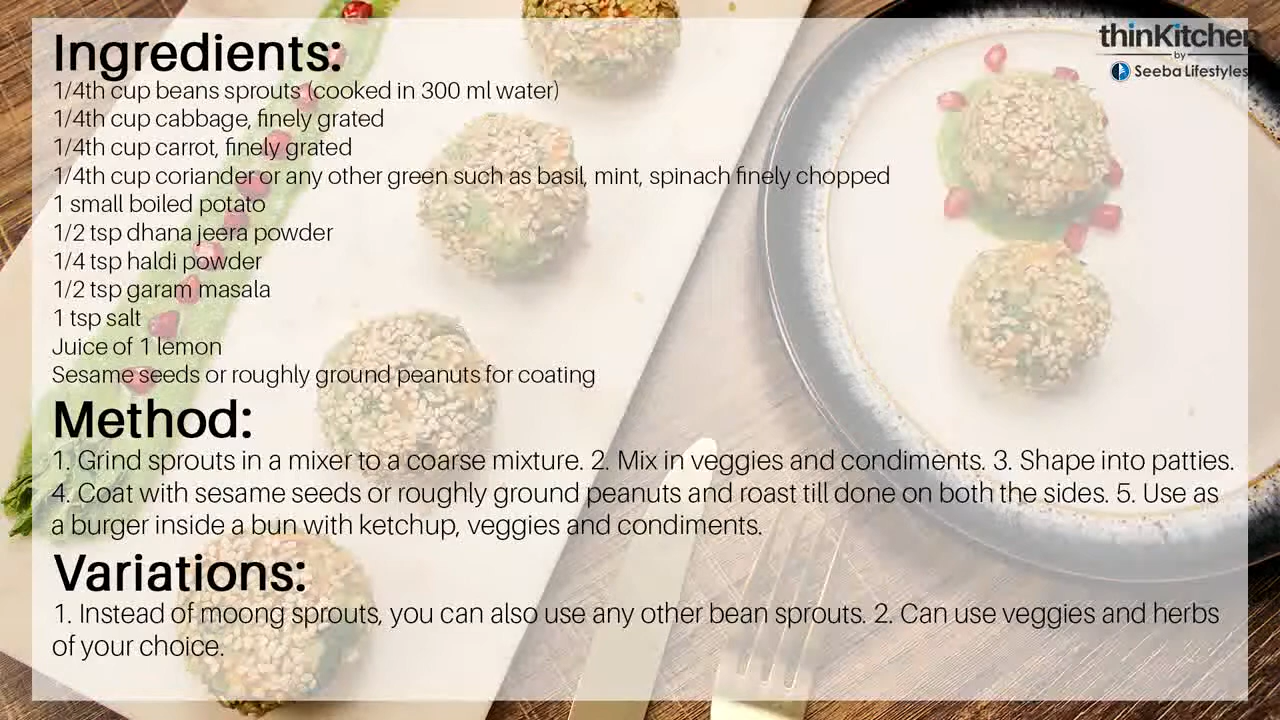 thinKitchen
by
Seeba Lifestyles
Ingredients:
1/4th cup beans sprouts (cooked in 300 ml water)
1/4th cup cabbage, finely grated
1/4th cup carrot, finely grated
1/4th cup coriander or any other green such as basil, mint, spinach finely chopped
1 small boiled potato
1/2 tsp dhana jeera powder
1/4 tsp haldi powder
1/2 tsp garam masala
1 tsp salt
Juice of 1 lemon
Sesame seeds or roughly ground peanuts for coating
Method:
1. Grind sprouts in a mixer to a coarse mixture. 2. Mix in veggies and condiments. 3. Shape into patties.
4. Coat with sesame seeds or roughly ground peanuts and roast till done on both the sides. 5. Use as
a burger inside a bun with ketchup, veggies and condiments.
Variations:
1. Instead of moong sprouts, you can also use any other bean sprouts. 2. Can use veggies and herbs
of your choice.